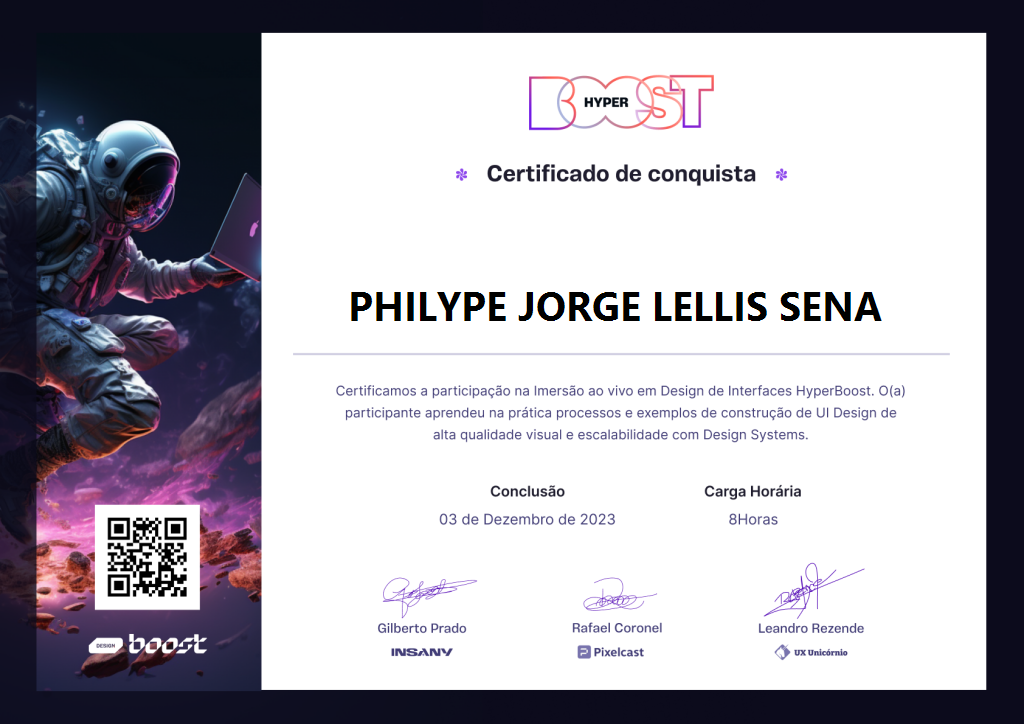 HYPER
BOOST
Certificado de conquista
PHILYPE JORGE LELLIS SENA
Certificamos a participação na Imersão ao vivo em Design de Interfaces HyperBoost. O(a)
participante aprendeu na prática processos e exemplos de construção de UI Design de
alta qualidade visual e escalabilidade com Design Systems.
Conclusão
03 de Dezembro de 2023
Carga Horária
8Horas
Gilberto Prado
INSANY
Rafael Coronel
Pixelcast
Leandro Rezende
UX Unicórnio
DESIGN boost